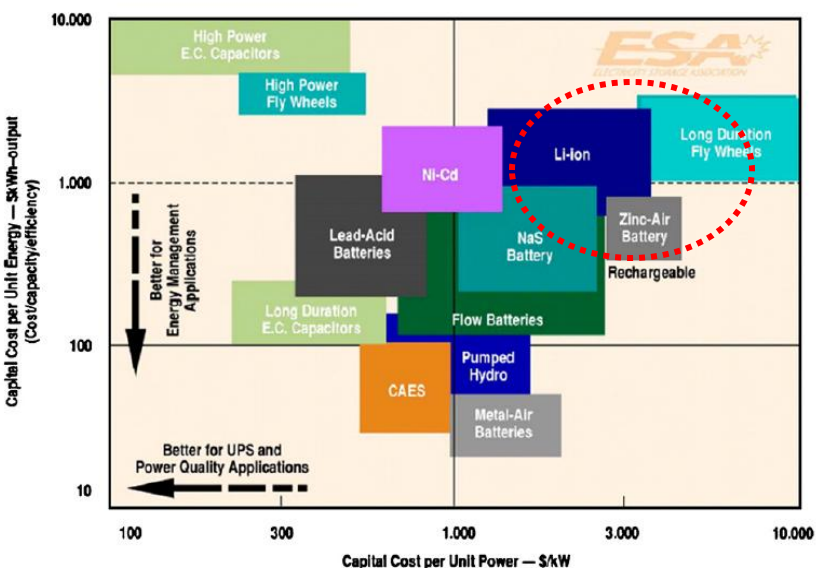 10.000
1.000
100
10
Capital Cost per Unit Energy — $kWh–output
(Cost/capacity/efficiency)
High Power
E.C. Capacitors
High Power
Fly Wheels
ESA
ELECTRICITY STORAGE ASSOCIATION
Long Duration
Fly Wheels
Li-Ion
Ni-Cd
Zinc-Air
Battery
Rechargeable
Lead-Acid
Batteries
NaS
Battery
Better for
Energy Management
Applications
Long Duration
E.C. Capacitors
Flow Batteries
Pumped
Hydro
CAES
Metal-Air
Batteries
Better for UPS and
Power Quality Applications
100
300
1.000
3.000
10.000
Capital Cost per Unit Power — $/kW